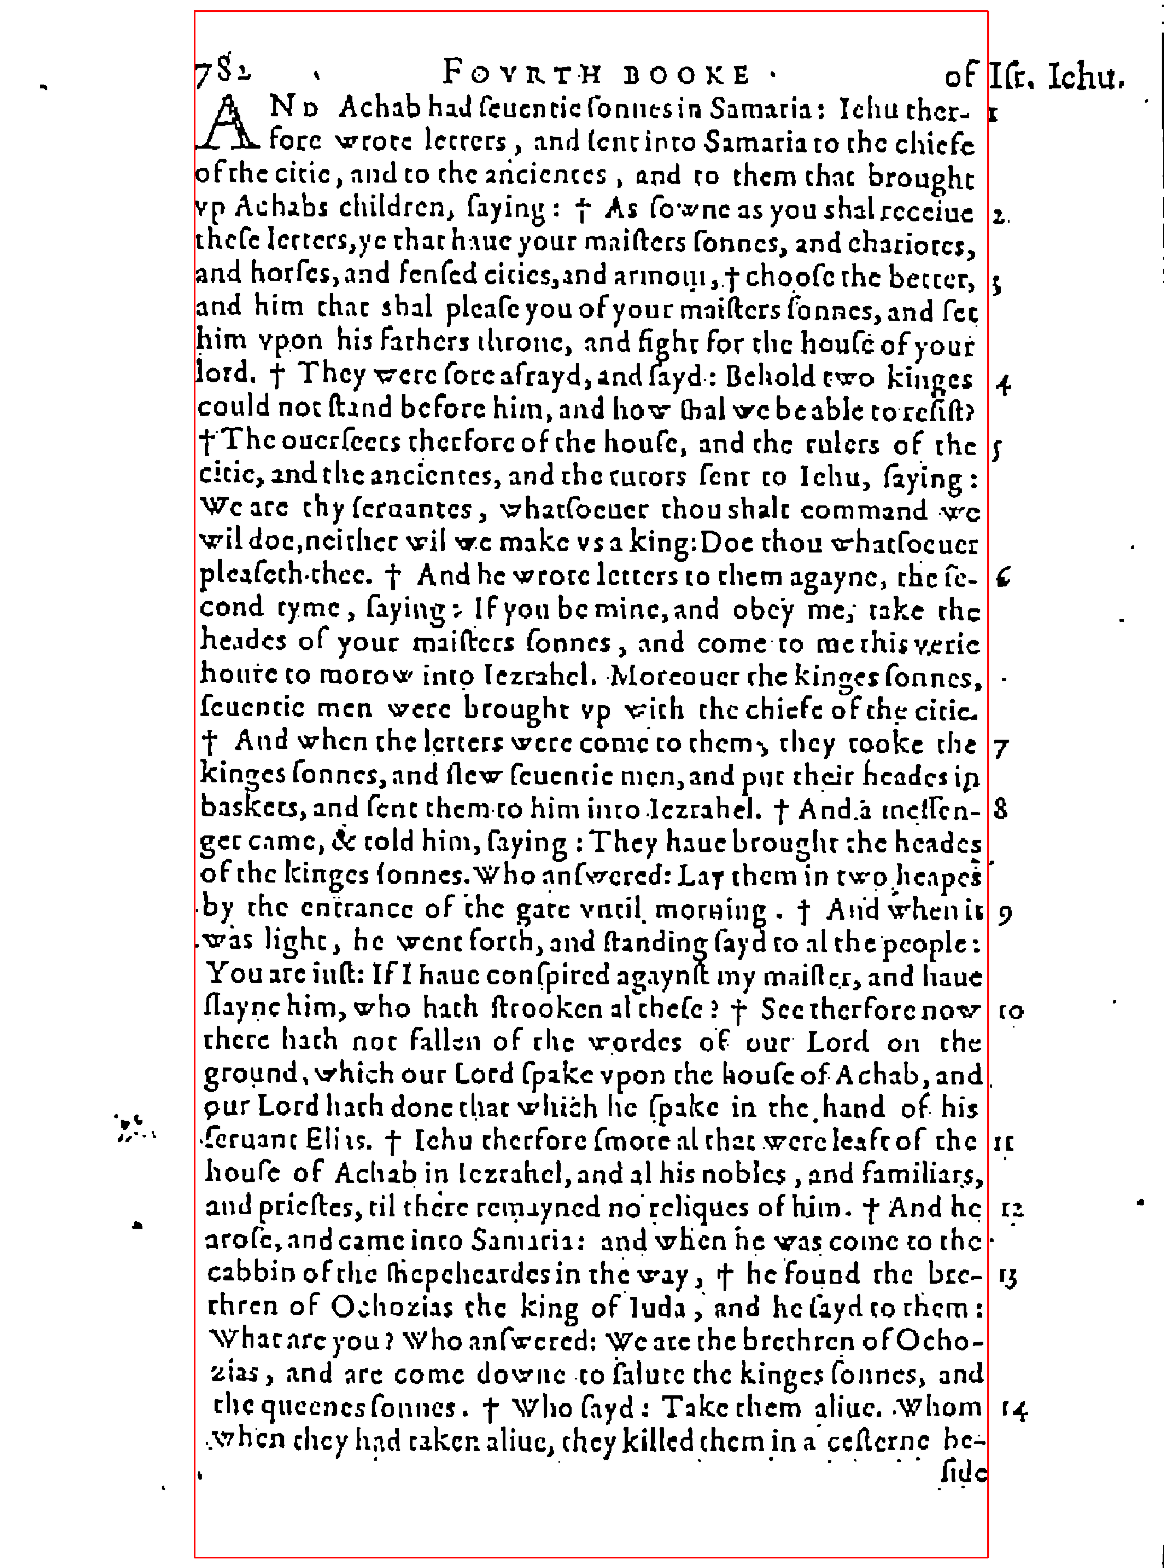 782 FOVRTH BOOKE. of Iſr. Iehu.
AND Achab had ſeuentie ſonnes in Samaria: Iehu ther- 1
fore wrote letters, and ſent into Samaria to the chiefe
of the citie, and to the ancientes, and to them that brought
vp Achabs children, ſaying: † As ſowne as you shal receiue 2
theſe letters, ye that haue your maiſters ſonnes, and chariotes,
and horſes, and fenſed cities, and armour, † chooſe the better, 3
and him that shal pleaſe you of your maiſters ſonnes, and ſet
him vpon his fathers throne, and fight for the houſe of your
lord. † They were ſore afrayd, and ſayd: Behold two kinges 4
could not ſtand before him, and how ſhal we be able to reſiſt?
† The ouerſeers therfore of the houſe, and the rulers of the 5
citie, and the ancientes, and the tutors ſent to Iehu, ſaying:
We are thy ſeruantes, whatſoeuer thou shalt command we
wil doe, neither wil we make vs a king: Doe thou whatſoeuer
pleaſeth thee. † And he wrote letters to them agayne, the ſe- 6
cond tyme, ſaying: If you be mine, and obey me, take the
heades of your maiſters ſonnes, and come to me this verie
houre to morow into Iezrahel. Moreouer the kinges ſonnes,
ſeuentie men were brought vp with the chiefe of the citie.
† And when the letters were come to them, they tooke the 7
kinges ſonnes, and ſlew ſeuentie men, and put their heades in
baskets, and ſent them to him into Iezrahel. † And a meſſen- 8
ger came, & told him, ſaying: They haue brought the heades
of the kinges ſonnes. Who anſwered: Lay them in two heapes
by the entrance of the gate vntil morning. † And when it 9
was light, he went forth, and ſtanding ſayd to al the people:
You are iuſt: If I haue conſpired agaynſt my maiſter, and haue
ſlayne him, who hath ſtrooken al theſe? † See therfore now 10
there hath not fallen of the wordes of our Lord on the
ground, which our Lord ſpake vpon the houſe of Achab, and
our Lord hath done that which he ſpake in the hand of his
ſeruant Elias. † Iehu therfore ſmote al that were leaft of the 11
houſe of Achab in Iezrahel, and al his nobles, and familiars,
and prieſtes, til there remayned no reliques of him. † And he 12
aroſe, and came into Samaria: and when he was come to the
cabbin of the ſhepeheardes in the way, † he found the bre- 13
thren of Ochozias the king of Iuda, and he ſayd to them:
What are you? Who anſwered: We are the brethren of Ocho-
zias, and are come downe to ſalute the kinges ſonnes, and
the queenes ſonnes. † Who ſayd: Take them aliue. Whom 14
when they had taken aliue, they killed them in a ceſterne be-
ſide